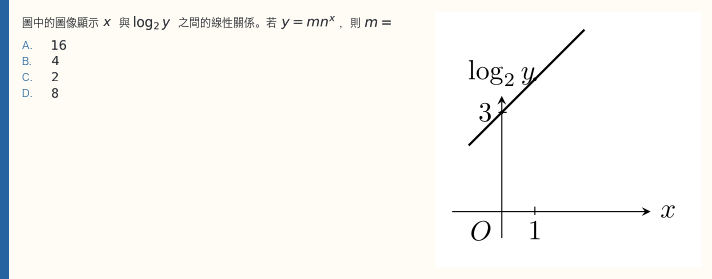 圖中的圖像顯示 x 與 log₂ y 之間的線性關係。若 y = mnˣ ，則 m =
A. 16
B. 4
C. 2
D. 8
log₂ y
3
x
O 1